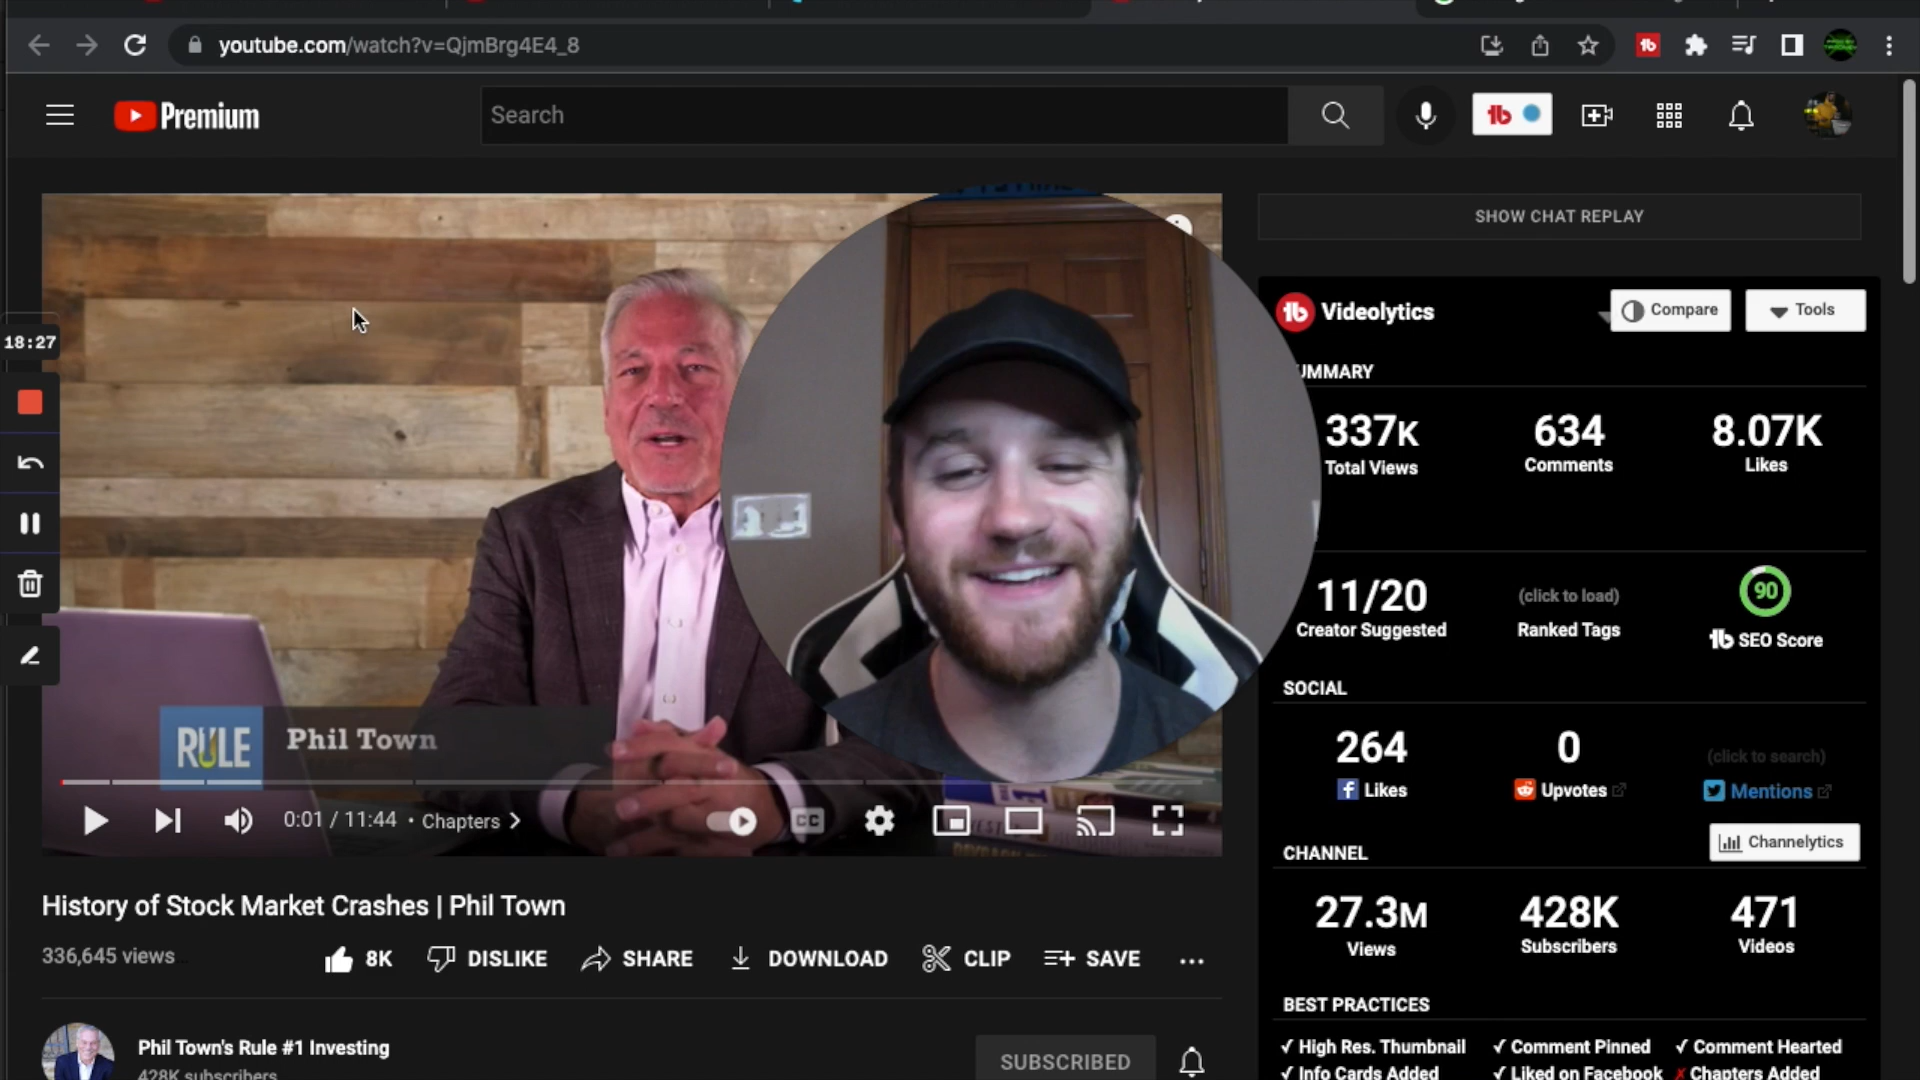 youtube.com/watch?v=QjmBrg4E4_8
Premium
Search
SHOW CHAT REPLAY
18:27
Videolytics
Compare
Tools
UMMARY
337K
634
8.07K
Total Views
Comments
Likes
11/20
(click to load)
90
Creator Suggested
Ranked Tags
SEO Score
SOCIAL
264
0
(click to search)
Likes
Upvotes
Mentions
CHANNEL
Channelytics
27.3M
428K
471
Views
Subscribers
Videos
BEST PRACTICES
✓ High Res. Thumbnail
✓ Comment Pinned
✓ Comment Hearted
✓ Info Cards Added
✓ Liked on Facebook
✗ Chapters Added
RULE
Phil Town
0:01 / 11:44 • Chapters
CC
History of Stock Market Crashes | Phil Town
336,645 views
8K
DISLIKE
SHARE
DOWNLOAD
CLIP
SAVE
Phil Town's Rule #1 Investing
428K subscribers
SUBSCRIBED